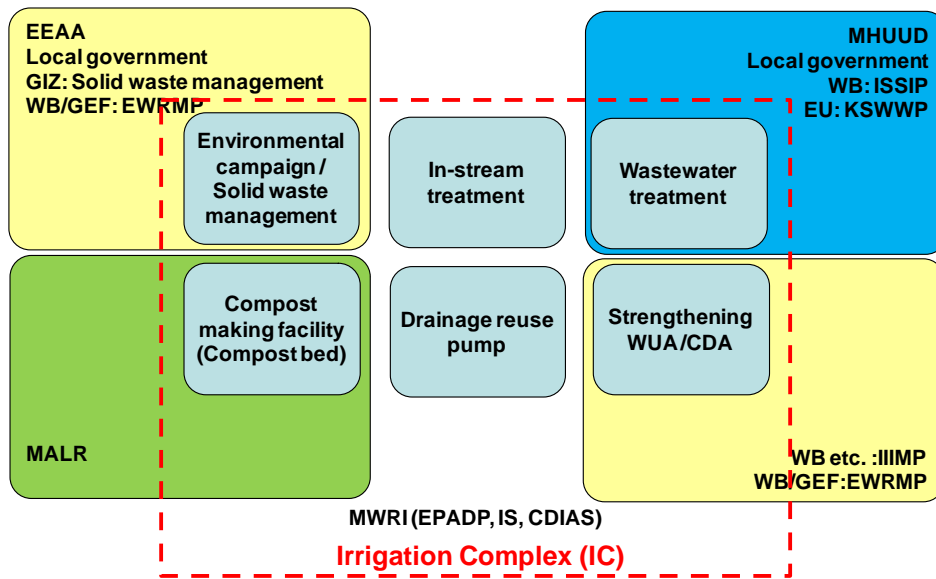 EEAA
Local government
GIZ: Solid waste management
WB/GEF: EWRMP
MHUUD
Local government
WB: ISSIP
EU: KSWWP
Environmental
campaign /
Solid waste
management
In-stream
treatment
Wastewater
treatment
Compost
making facility
(Compost bed)
Drainage reuse
pump
Strengthening
WUA/CDA
MALR
WB etc. :IIIMP
WB/GEF:EWRMP
MWRI (EPADP, IS, CDIAS)
Irrigation Complex (IC)